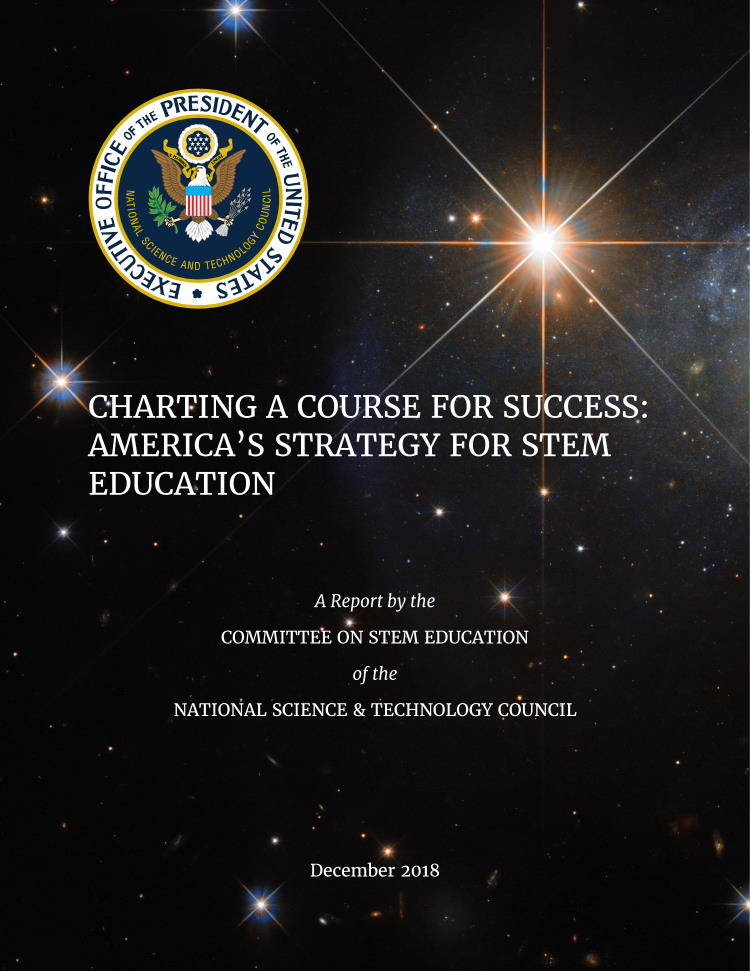 EXECUTIVE OFFICE OF THE PRESIDENT OF THE UNITED STATES
NATIONAL SCIENCE AND TECHNOLOGY COUNCIL
CHARTING A COURSE FOR SUCCESS:
AMERICA’S STRATEGY FOR STEM
EDUCATION
A Report by the
COMMITTEE ON STEM EDUCATION
of the
NATIONAL SCIENCE & TECHNOLOGY COUNCIL
December 2018